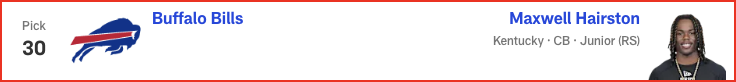 Pick
30
Buffalo Bills
Maxwell Hairston
Kentucky · CB · Junior (RS)